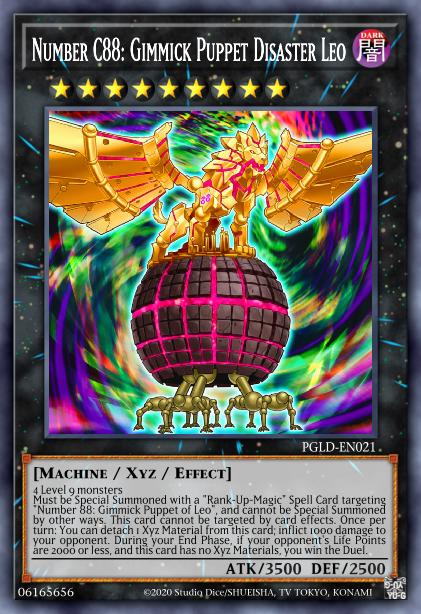 NUMBER C88: GIMMICK PUPPET DISASTER LEO
DARK
闇
88
PGLD-EN021
[MACHINE / XYZ / EFFECT]
4 Level 9 monsters
Must be Special Summoned with a "Rank-Up-Magic" Spell Card targeting
"Number 88: Gimmick Puppet of Leo", and cannot be Special Summoned
by other ways. This card cannot be targeted by card effects. Once per
turn: You can detach 1 Xyz Material from this card; inflict 1000 damage to
your opponent. During your End Phase, if your opponent's Life Points
are 2000 or less, and this card has no Xyz Materials, you win the Duel.
ATK/3500 DEF/2500
06165656
©2020 Studio Dice/SHUEISHA, TV TOKYO, KONAMI